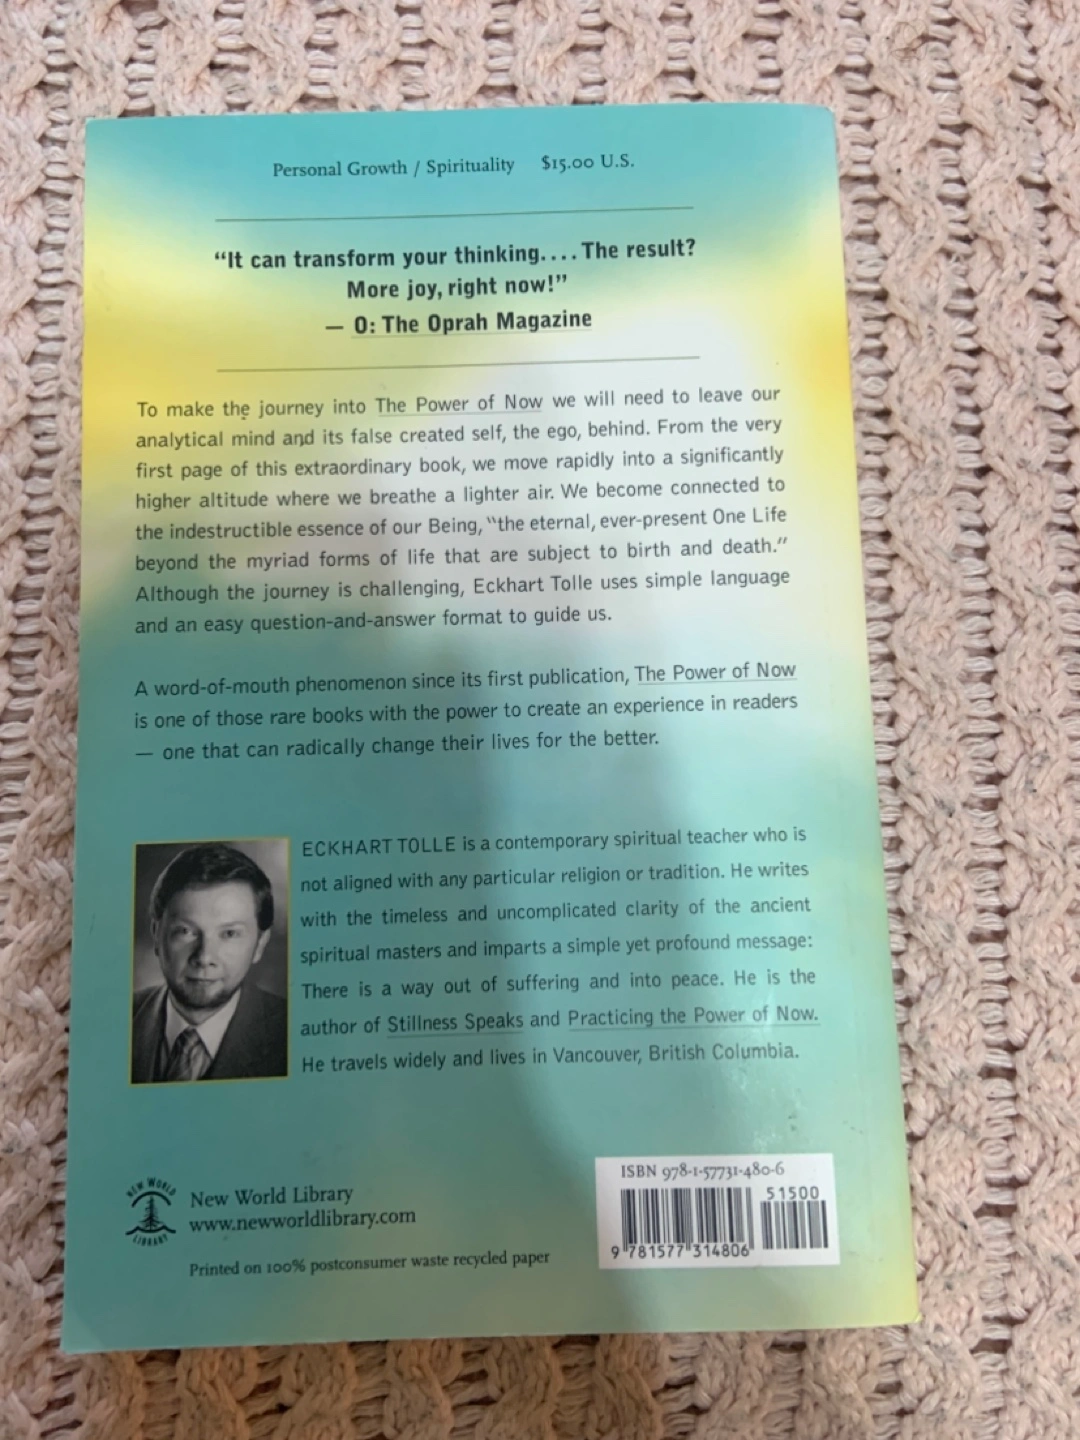 Personal Growth / Spirituality $15.00 U.S.
“It can transform your thinking.... The result?
More joy, right now!”
— O: The Oprah Magazine
To make the journey into The Power of Now we will need to leave our
analytical mind and its false created self, the ego, behind. From the very
first page of this extraordinary book, we move rapidly into a significantly
higher altitude where we breathe a lighter air. We become connected to
the indestructible essence of our Being, “the eternal, ever-present One Life
beyond the myriad forms of life that are subject to birth and death.”
Although the journey is challenging, Eckhart Tolle uses simple language
and an easy question-and-answer format to guide us.
A word-of-mouth phenomenon since its first publication, The Power of Now
is one of those rare books with the power to create an experience in readers
— one that can radically change their lives for the better.
ECKHART TOLLE is a contemporary spiritual teacher who is
not aligned with any particular religion or tradition. He writes
with the timeless and uncomplicated clarity of the ancient
spiritual masters and imparts a simple yet profound message:
There is a way out of suffering and into peace. He is the
author of Stillness Speaks and Practicing the Power of Now.
He travels widely and lives in Vancouver, British Columbia.
NEW WORLD
LIBRARY
New World Library
www.newworldlibrary.com
Printed on 100% postconsumer waste recycled paper
ISBN 978-1-57731-480-6
51500
9 781577 314806